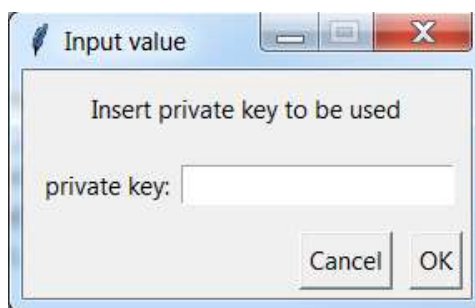 Input value
Insert private key to be used
private key:
Cancel OK